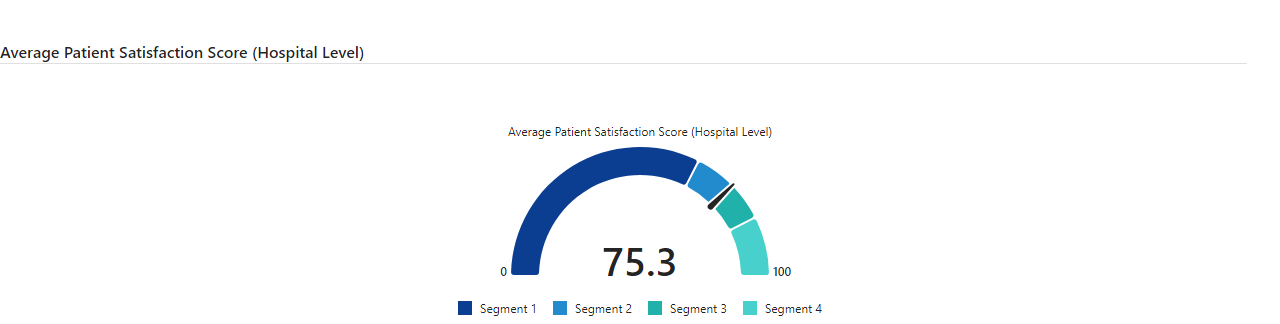 Average Patient Satisfaction Score (Hospital Level)
Average Patient Satisfaction Score (Hospital Level)
75.3
0
100
Segment 1 Segment 2 Segment 3 Segment 4